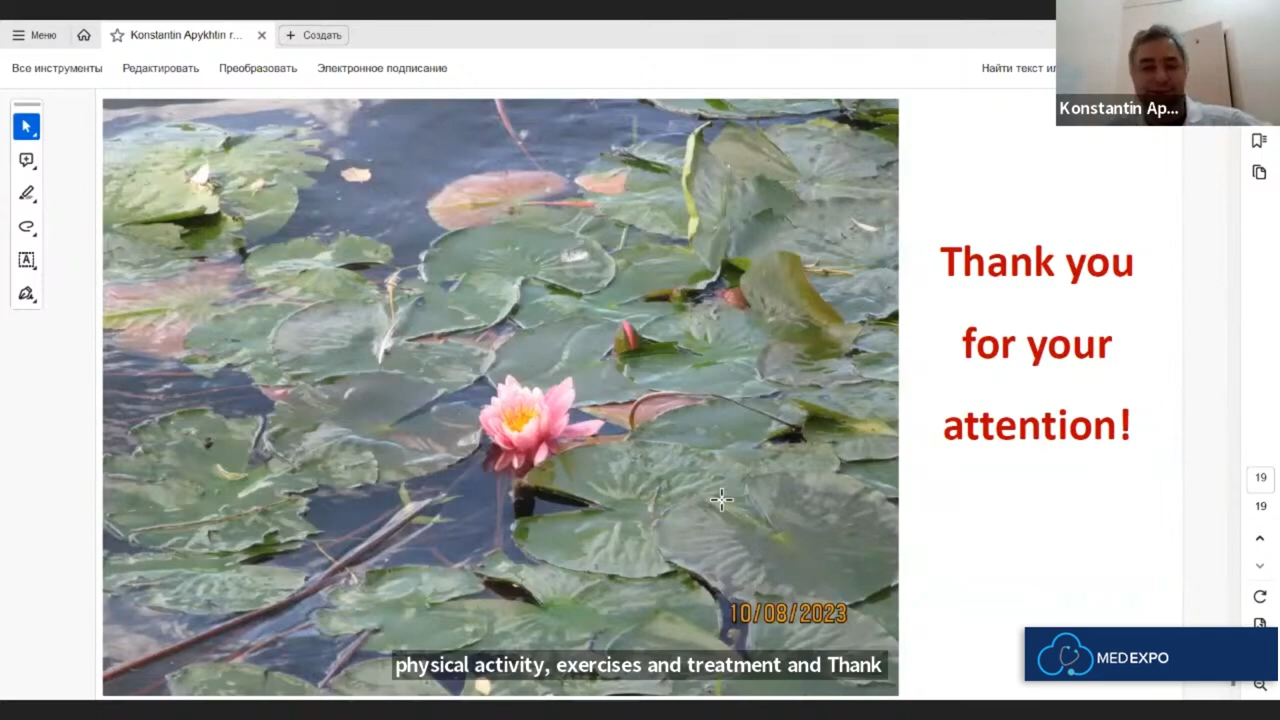 Меню
Konstantin Apykhtin r...
Создать
Все инструменты
Редактировать
Преобразовать
Электронное подписание
Найти текст
Konstantin Ap...
Thank you
for your
attention!
19
19
10/08/2023
physical activity, exercises and treatment and Thank
MEDEXPO